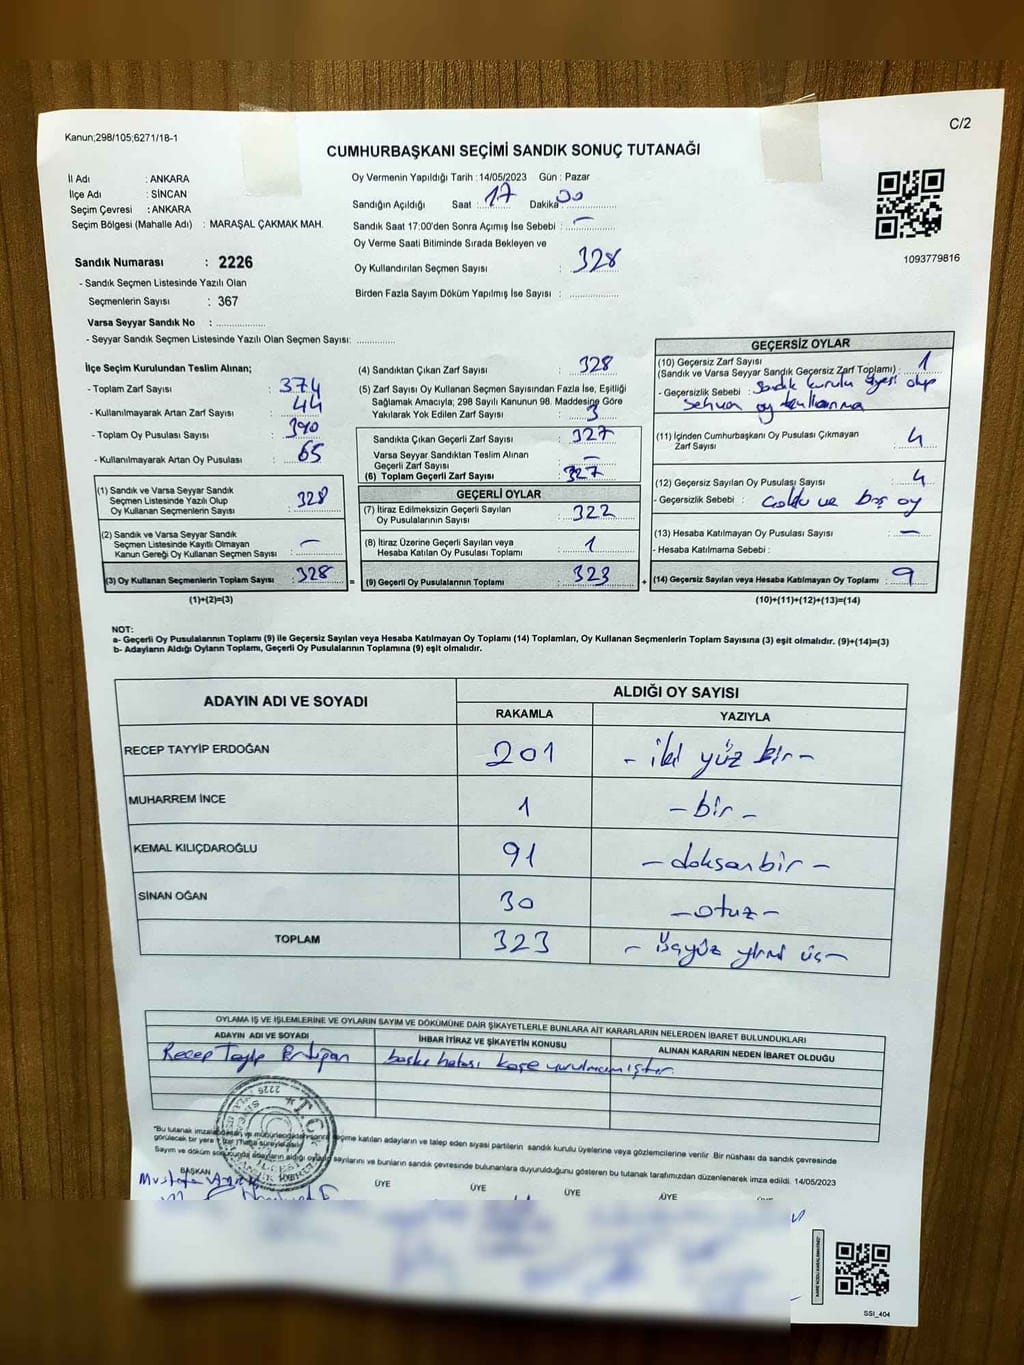 C/2
Kanun;298/105;6271/18-1
CUMHURBAŞKANI SEÇİMİ SANDIK SONUÇ TUTANAĞI
İl Adı : ANKARA
İlçe Adı : SİNCAN
Seçim Çevresi : ANKARA
Seçim Bölgesi (Mahalle Adı) : MARAŞAL ÇAKMAK MAH.
Sandık Numarası : 2226
- Sandık Seçmen Listesinde Yazılı Olan
Seçmenlerin Sayısı : 367
Varsa Seyyar Sandık No :
- Seyyar Sandık Seçmen Listesinde Yazılı Olan Seçmen Sayısı:
Oy Vermenin Yapıldığı Tarih : 14/05/2023 Gün : Pazar
Sandığın Açıldığı Saat : 17 Dakika 00
Sandık Saat 17:00'den Sonra Açımış İse Sebebi : —
Oy Verme Saati Bitiminde Sırada Bekleyen ve
Oy Kullandırılan Seçmen Sayısı : 328
Birden Fazla Sayım Döküm Yapılmış İse Sayısı :
1093779816
İlçe Seçim Kurulundan Teslim Alınan;
- Toplam Zarf Sayısı : 374
- Kullanılmayarak Artan Zarf Sayısı : 44
- Toplam Oy Pusulası Sayısı : 390
- Kullanılmayarak Artan Oy Pusulası : 65
(1) Sandık ve Varsa Seyyar Sandık
Seçmen Listesinde Yazılı Olup
Oy Kullanan Seçmenlerin Sayısı : 328
(2) Sandık ve Varsa Seyyar Sandık
Seçmen Listesinde Kayıtlı Olmayan
Kanun Gereği Oy Kullanan Seçmen Sayısı : —
(3) Oy Kullanan Seçmenlerin Toplam Sayısı : 328
(1)+(2)=(3)
(4) Sandıktan Çıkan Zarf Sayısı : 328
(5) Zarf Sayısı Oy Kullanan Seçmen Sayısından Fazla İse, Eşitliği
Sağlamak Amacıyla; 298 Sayılı Kanunun 98. Maddesine Göre
Yakılarak Yok Edilen Zarf Sayısı : 3
Sandıkta Çıkan Geçerli Zarf Sayısı : 327
Varsa Seyyar Sandıktan Teslim Alınan
Geçerli Zarf Sayısı : —
(6) Toplam Geçerli Zarf Sayısı : 327
GEÇERLİ OYLAR
(7) İtiraz Edilmeksizin Geçerli Sayılan
Oy Pusulalarının Sayısı : 322
(8) İtiraz Üzerine Geçerli Sayılan veya
Hesaba Katılan Oy Pusulası Toplamı : 1
= (9) Geçerli Oy Pusulalarının Toplamı : 323 +
GEÇERSİZ OYLAR
(10) Geçersiz Zarf Sayısı
(Sandık ve Varsa Seyyar Sandık Geçersiz Zarf Toplamı) : 1
- Geçersizlik Sebebi : Sandık kurulu üyesi olup
sehven oy kullanma
(11) İçinden Cumhurbaşkanı Oy Pusulası Çıkmayan
Zarf Sayısı : 4
(12) Geçersiz Sayılan Oy Pusulası Sayısı : 4
- Geçersizlik Sebebi : ve boş oy
(13) Hesaba Katılmayan Oy Pusulası Sayısı : —
- Hesaba Katılmama Sebebi :
(14) Geçersiz Sayılan veya Hesaba Katılmayan Oy Toplamı : 9
(10)+(11)+(12)+(13)=(14)
NOT:
a- Geçerli Oy Pusulalarının Toplamı (9) ile Geçersiz Sayılan veya Hesaba Katılmayan Oy Toplamı (14) Toplamları, Oy Kullanan Seçmenlerin Toplam Sayısına (3) eşit olmalıdır. (9)+(14)=(3)
b- Adayların Aldığı Oyların Toplamı, Geçerli Oy Pusulalarının Toplamına (9) eşit olmalıdır.
ADAYIN ADI VE SOYADI ALDIĞI OY SAYISI
RAKAMLA YAZIYLA
RECEP TAYYİP ERDOĞAN 201 - iki yüz bir -
MUHARREM İNCE 1 - bir -
KEMAL KILIÇDAROĞLU 91 - doksanbir -
SİNAN OĞAN 30 - otuz -
TOPLAM 323 - üçyüz yirmi üç -
OYLAMA İŞ VE İŞLEMLERİNE VE OYLARIN SAYIM VE DÖKÜMÜNE DAİR ŞİKAYETLERLE BUNLARA AİT KARARLARIN NELERDEN İBARET BULUNDUKLARI
ADAYIN ADI VE SOYADI İHBAR İTİRAZ VE ŞİKAYETİN KONUSU ALINAN KARARIN NEDEN İBARET OLDUĞU
Recep Tayyip Erdoğan baskı hatası kaşe vurulmamıştır.
T.C.
2226
görülecek bir yere
seçime katılan adayların ve talep eden siyasi partilerin sandık kurulu üyelerine veya gözlemcilerine verilir. Bir nüshası da sandık çevresinde
Sayım ve döküm sonucunda adayların aldığı oyların sayılarını ve bunların sandık çevresinde bulunanlara duyurulduğunu gösteren bu tutanak tarafımızdan düzenlenerek imza edildi. 14/05/2023
BAŞKAN ÜYE ÜYE ÜYE ÜYE ÜYE
Mustafa
SSI_404